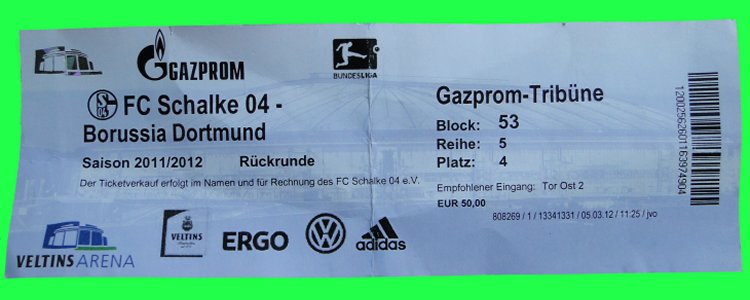 GAZPROM
BUNDESLIGA
FC Schalke 04 -
Borussia Dortmund
Saison 2011/2012 Rückrunde
Der Ticketverkauf erfolgt im Namen und für Rechnung des FC Schalke 04 e.V.
VELTINS ARENA
VELTINS
ERGO
adidas
Gazprom-Tribüne
Block: 53
Reihe: 5
Platz: 4
Empfohlener Eingang: Tor Ost 2
EUR 50,00
808269 / 1 / 13341331 / 05.03.12 / 11:25 / jvo
12002562601163974904